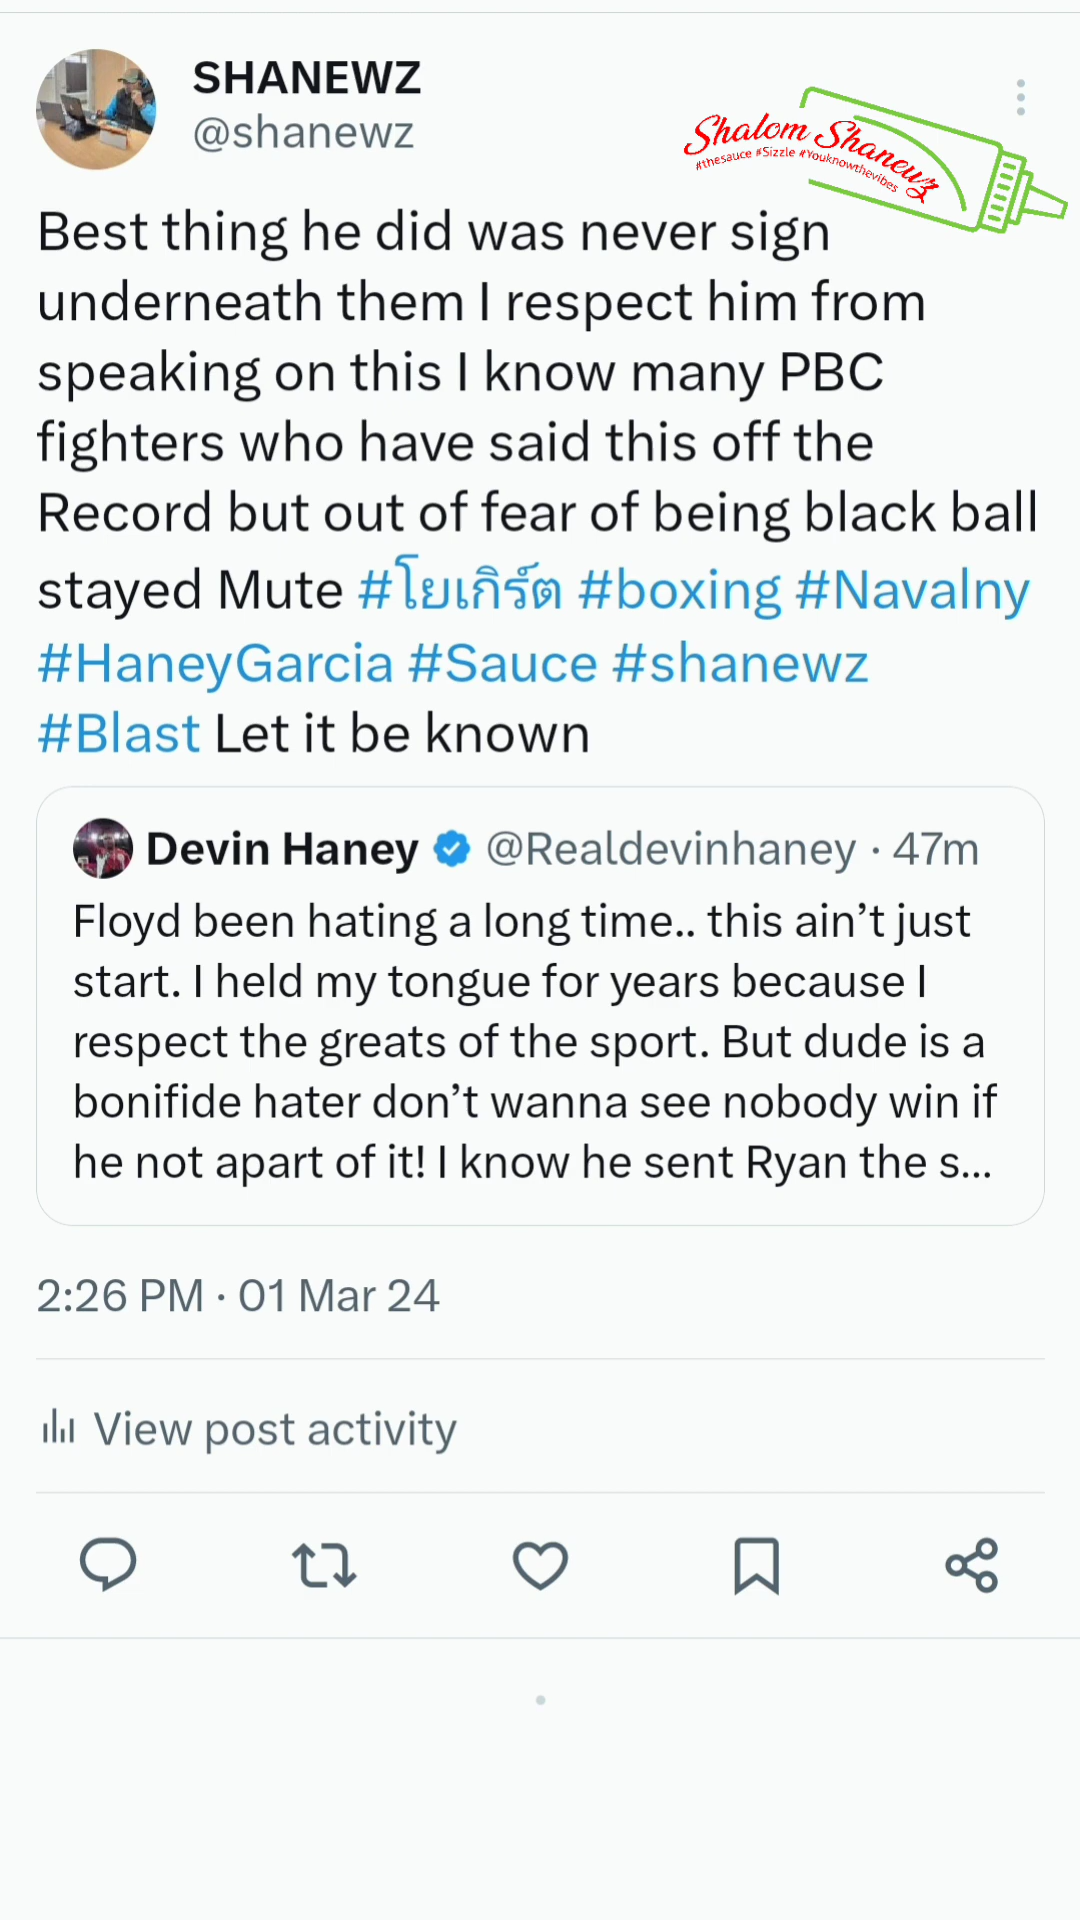 SHANEWZ
@shanewz
Shalom Shanewz
#thesauce #Sizzle #Youknowthevibes
Best thing he did was never sign
underneath them I respect him from
speaking on this I know many PBC
fighters who have said this off the
Record but out of fear of being black ball
stayed Mute #โยเกิร์ต #boxing #Navalny
#HaneyGarcia #Sauce #shanewz
#Blast Let it be known
Devin Haney @Realdevinhaney · 47m
Floyd been hating a long time.. this ain’t just
start. I held my tongue for years because I
respect the greats of the sport. But dude is a
bonifide hater don’t wanna see nobody win if
he not apart of it! I know he sent Ryan the s...
2:26 PM · 01 Mar 24
View post activity